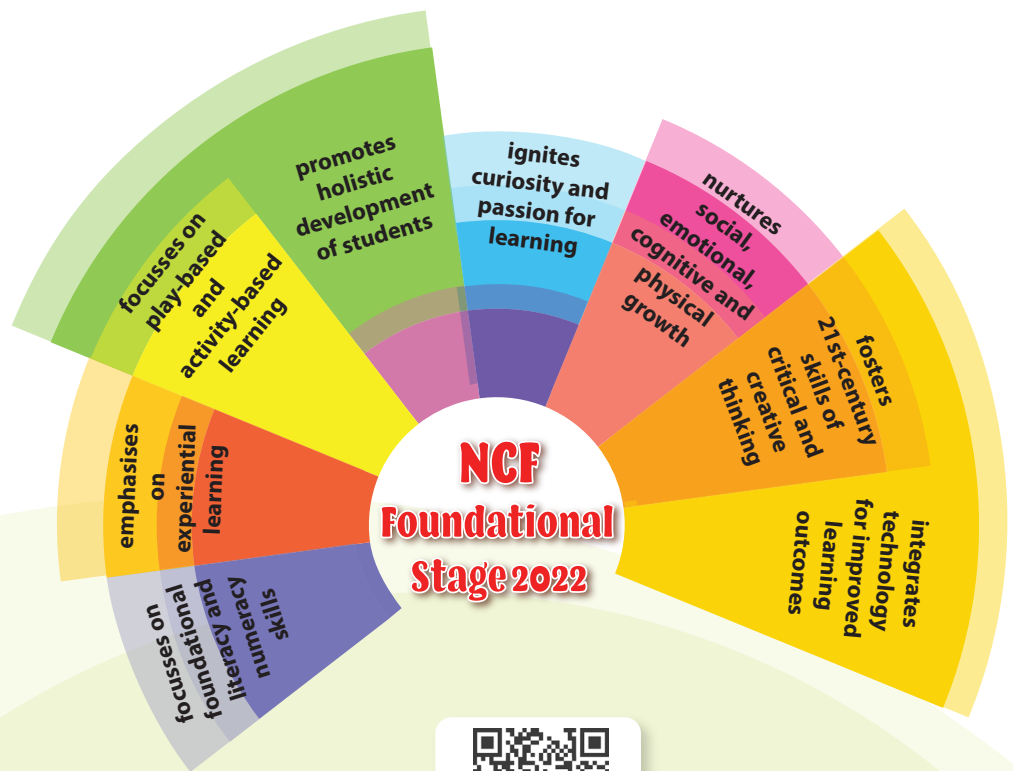 focusses on
foundational
literacy and
numeracy
skills
emphasises
on
experiential
learning
focusses on
play-based
and
activity-based
learning
promotes
holistic
development
of students
ignites
curiosity and
passion for
learning
nurtures
social,
emotional,
cognitive and
physical
growth
fosters
21st-century
skills of
critical and
creative
thinking
integrates
technology
for improved
learning
outcomes
NCF
Foundational
Stage 2022